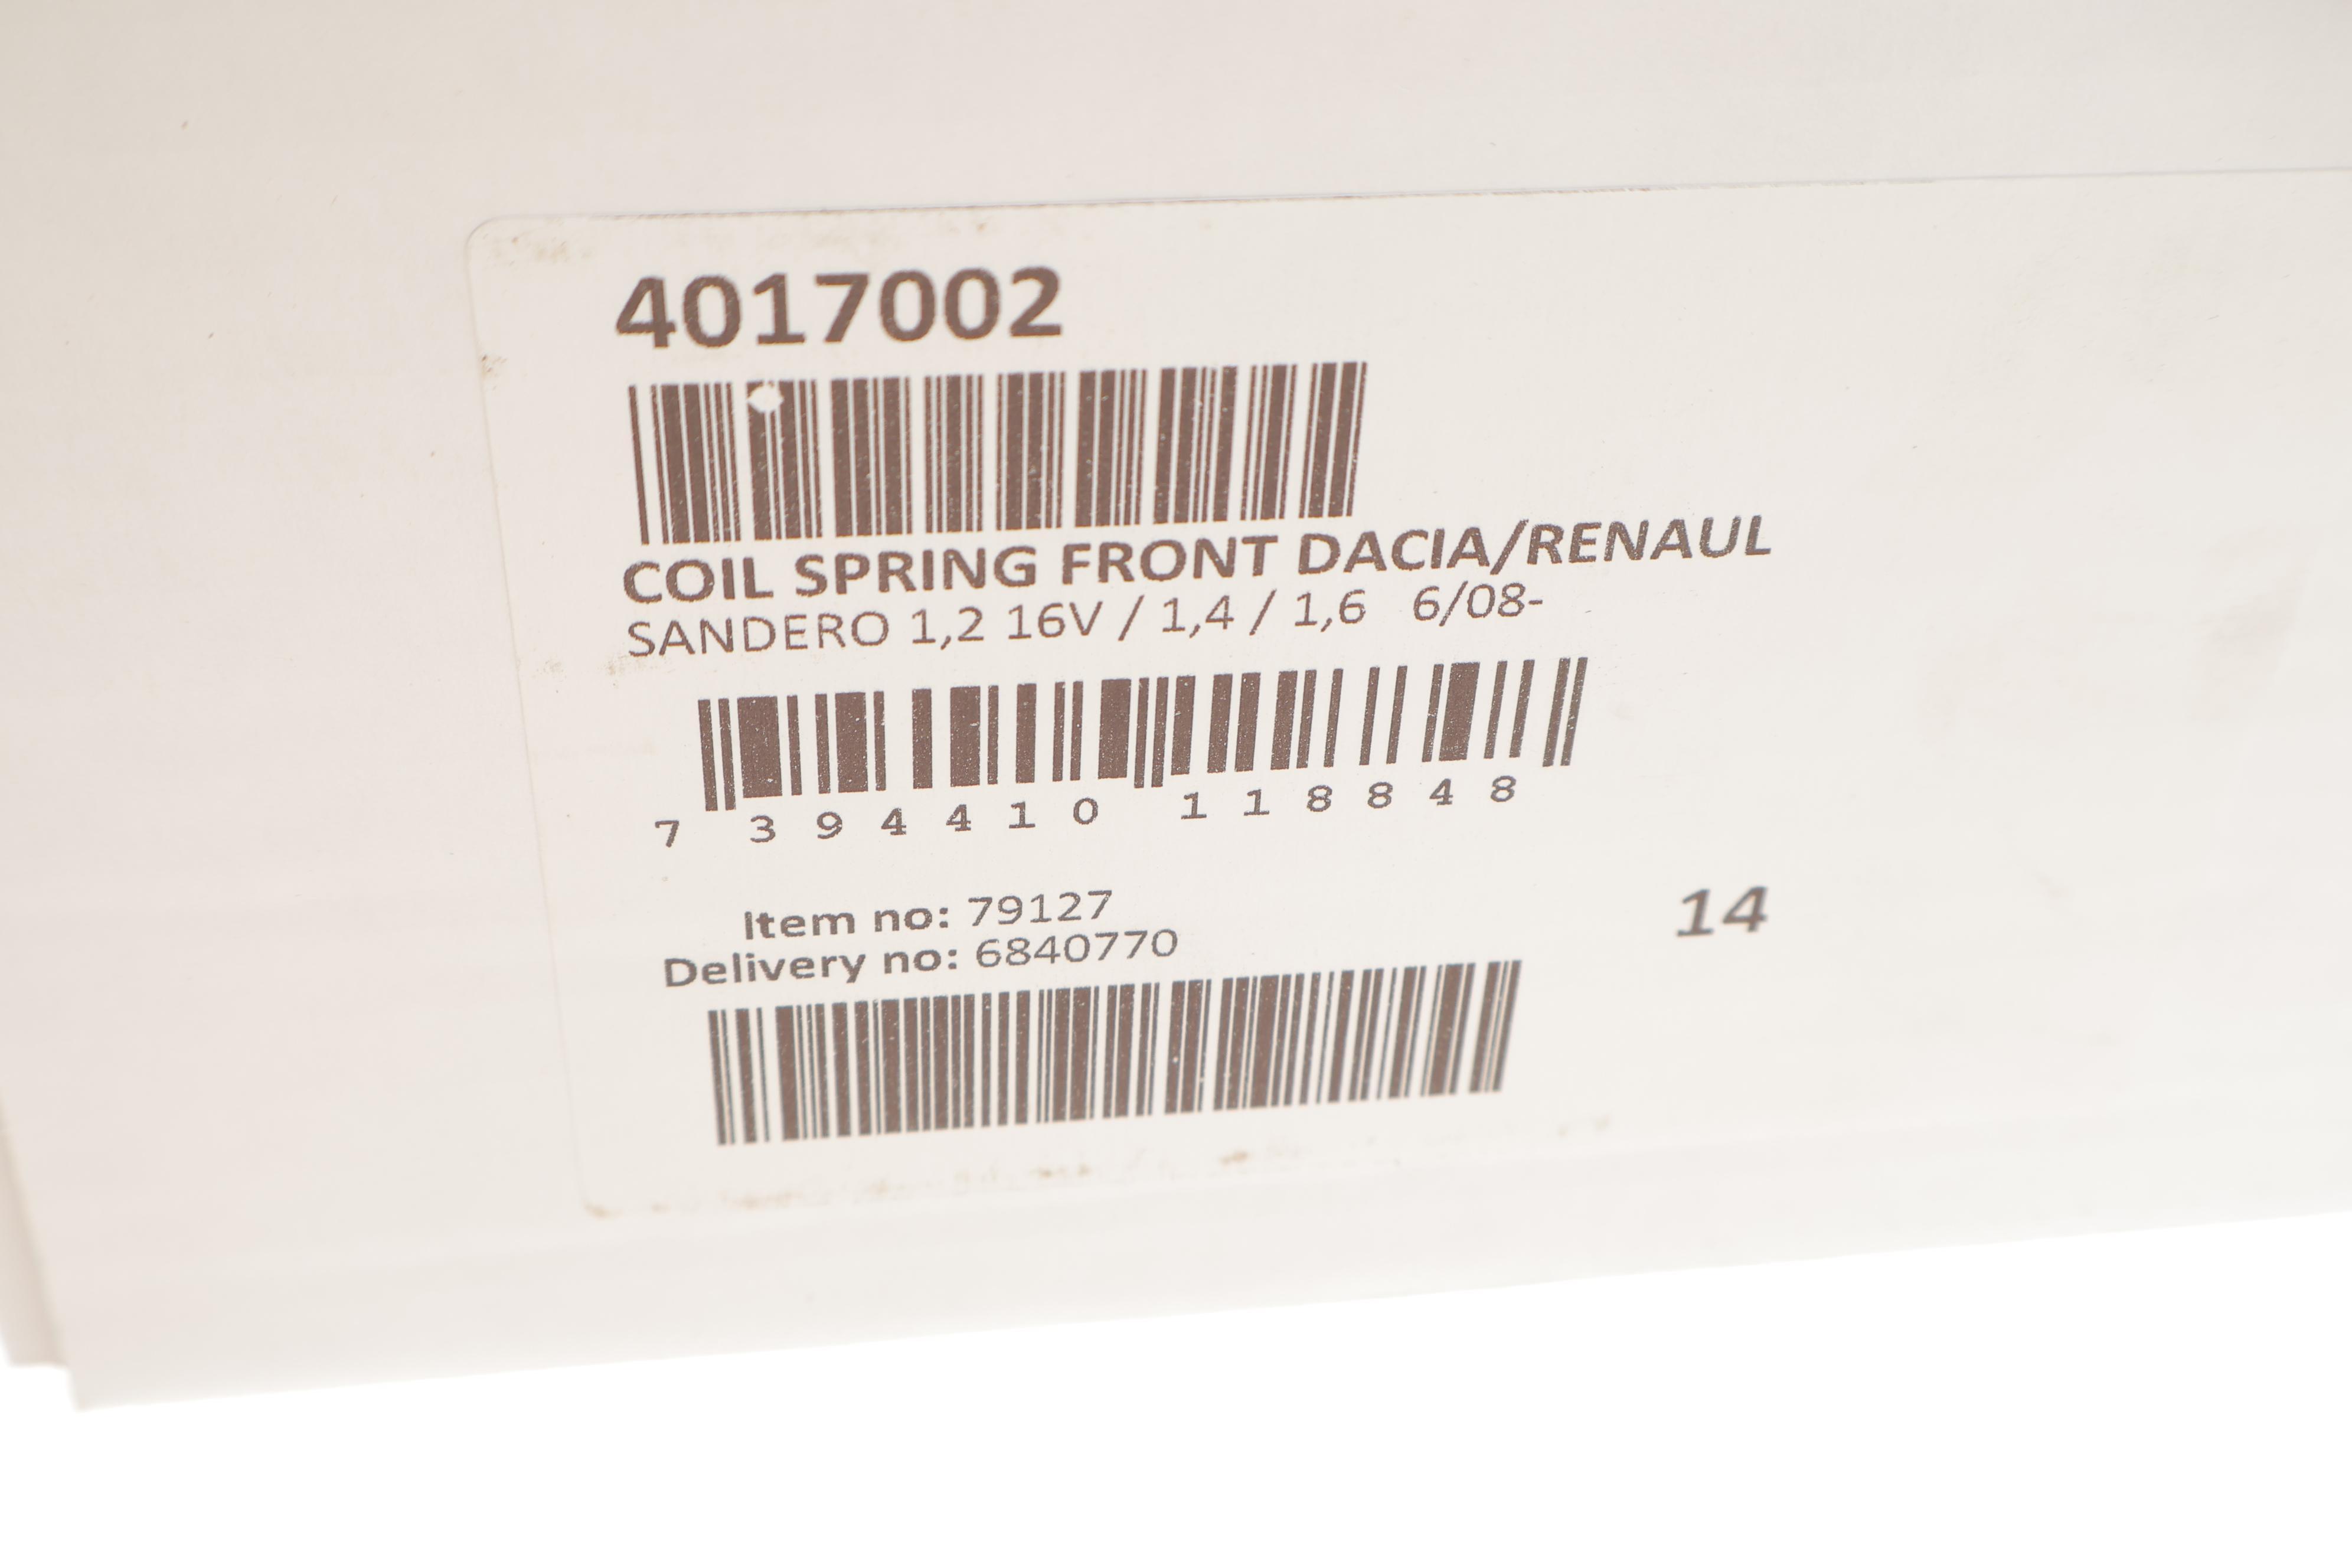 4017002
COIL SPRING FRONT DACIA/RENAUL
SANDERO 1,2 16V / 1,4 / 1,6 6/08-
7 394410 118848
Item no: 79127
14
Delivery no: 6840770